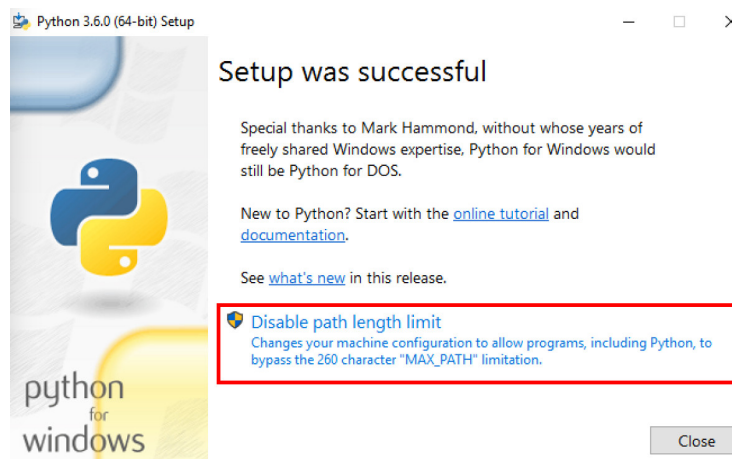 Python 3.6.0 (64-bit) Setup
Setup was successful
Special thanks to Mark Hammond, without whose years of
freely shared Windows expertise, Python for Windows would
still be Python for DOS.
New to Python? Start with the online tutorial and
documentation.
See what's new in this release.
Disable path length limit
Changes your machine configuration to allow programs, including Python, to
bypass the 260 character "MAX_PATH" limitation.
python
for
windows
Close